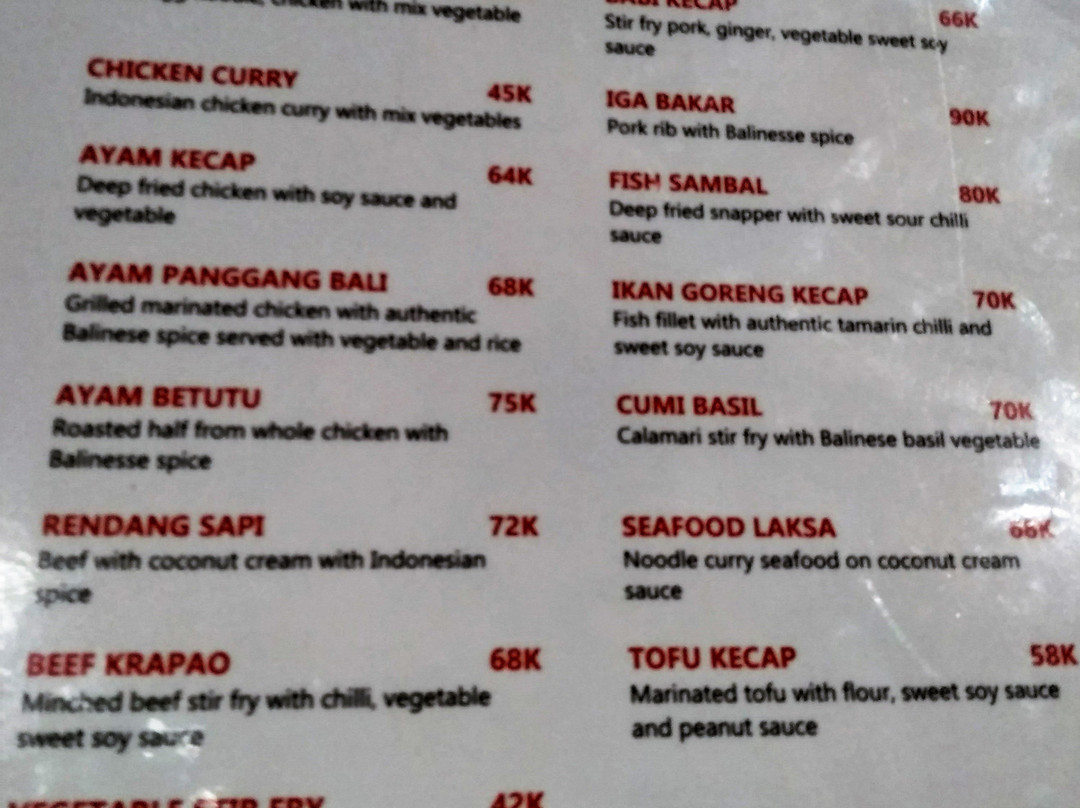 chicken with mix vegetable
CHICKEN CURRY 45K
Indonesian chicken curry with mix vegetables
AYAM KECAP 64K
Deep fried chicken with soy sauce and
vegetable
AYAM PANGGANG BALI 68K
Grilled marinated chicken with authentic
Balinese spice served with vegetable and rice
AYAM BETUTU 75K
Roasted half from whole chicken with
Balinesse spice
RENDANG SAPI 72K
Beef with coconut cream with Indonesian
spice
BEEF KRAPAO 68K
Minched beef stir fry with chilli, vegetable
sweet soy sauce
VEGETABLE STIR FRY 42K
BABI KECAP 66K
Stir fry pork, ginger, vegetable sweet soy
sauce
IGA BAKAR 90K
Pork rib with Balinesse spice
FISH SAMBAL 80K
Deep fried snapper with sweet sour chilli
sauce
IKAN GORENG KECAP 70K
Fish fillet with authentic tamarin chilli and
sweet soy sauce
CUMI BASIL 70K
Calamari stir fry with Balinese basil vegetable
SEAFOOD LAKSA 66K
Noodle curry seafood on coconut cream
sauce
TOFU KECAP 58K
Marinated tofu with flour, sweet soy sauce
and peanut sauce